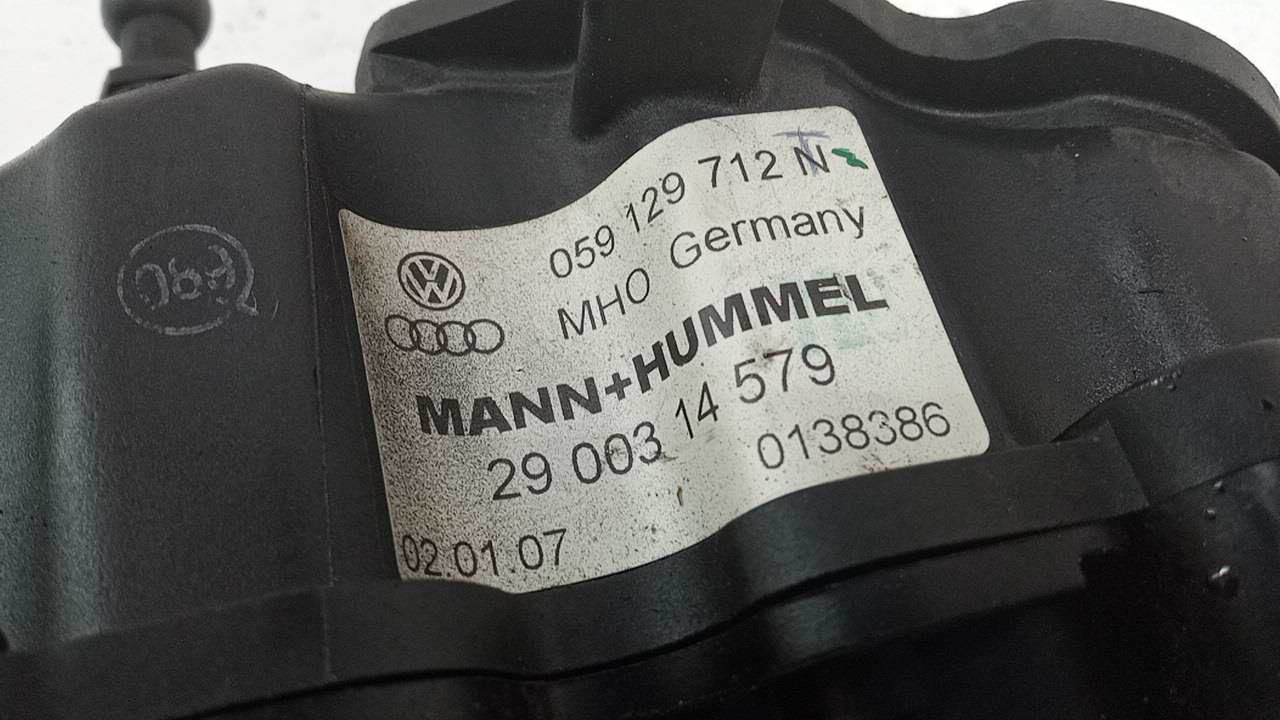 059 129 712 N
MHO Germany
MANN+HUMMEL
29 003 14 579
0138386
02.01.07